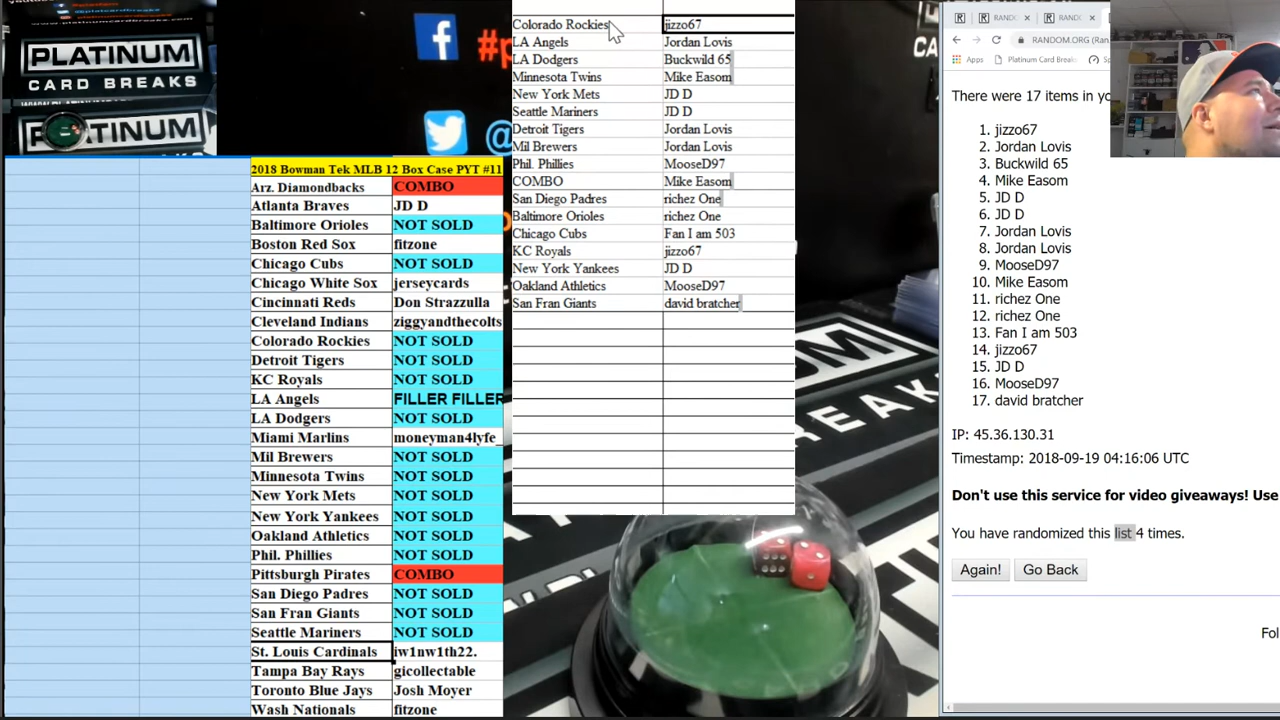 PLATINUM
CARD BREAKS
PLATINUM
#p
@
2018 Bowman Tek MLB 12 Box Case PYT #11
Arz. Diamondbacks COMBO
Atlanta Braves JD D
Baltimore Orioles NOT SOLD
Boston Red Sox fitzone
Chicago Cubs NOT SOLD
Chicago White Sox jerseycards
Cincinnati Reds Don Strazzulla
Cleveland Indians ziggyandthecolts
Colorado Rockies NOT SOLD
Detroit Tigers NOT SOLD
KC Royals NOT SOLD
LA Angels FILLER FILLER
LA Dodgers NOT SOLD
Miami Marlins moneyman4lyfe_
Mil Brewers NOT SOLD
Minnesota Twins NOT SOLD
New York Mets NOT SOLD
New York Yankees NOT SOLD
Oakland Athletics NOT SOLD
Phil. Phillies NOT SOLD
Pittsburgh Pirates COMBO
San Diego Padres NOT SOLD
San Fran Giants NOT SOLD
Seattle Mariners NOT SOLD
St. Louis Cardinals iw1nw1th22.
Tampa Bay Rays gicollectable
Toronto Blue Jays Josh Moyer
Wash Nationals fitzone
Colorado Rockies jizzo67
LA Angels Jordan Lovis
LA Dodgers Buckwild 65
Minnesota Twins Mike Easom
New York Mets JD D
Seattle Mariners JD D
Detroit Tigers Jordan Lovis
Mil Brewers Jordan Lovis
Phil. Phillies MooseD97
COMBO Mike Easom
San Diego Padres richez One
Baltimore Orioles richez One
Chicago Cubs Fan I am 503
KC Royals jizzo67
New York Yankees JD D
Oakland Athletics MooseD97
San Fran Giants david bratcher
RANDOM.ORG (Ran
Apps Platinum Card Break
There were 17 items in yo
1. jizzo67
2. Jordan Lovis
3. Buckwild 65
4. Mike Easom
5. JD D
6. JD D
7. Jordan Lovis
8. Jordan Lovis
9. MooseD97
10. Mike Easom
11. richez One
12. richez One
13. Fan I am 503
14. jizzo67
15. JD D
16. MooseD97
17. david bratcher
IP: 45.36.130.31
Timestamp: 2018-09-19 04:16:06 UTC
Don't use this service for video giveaways! Use
You have randomized this list 4 times.
Again! Go Back
Fol